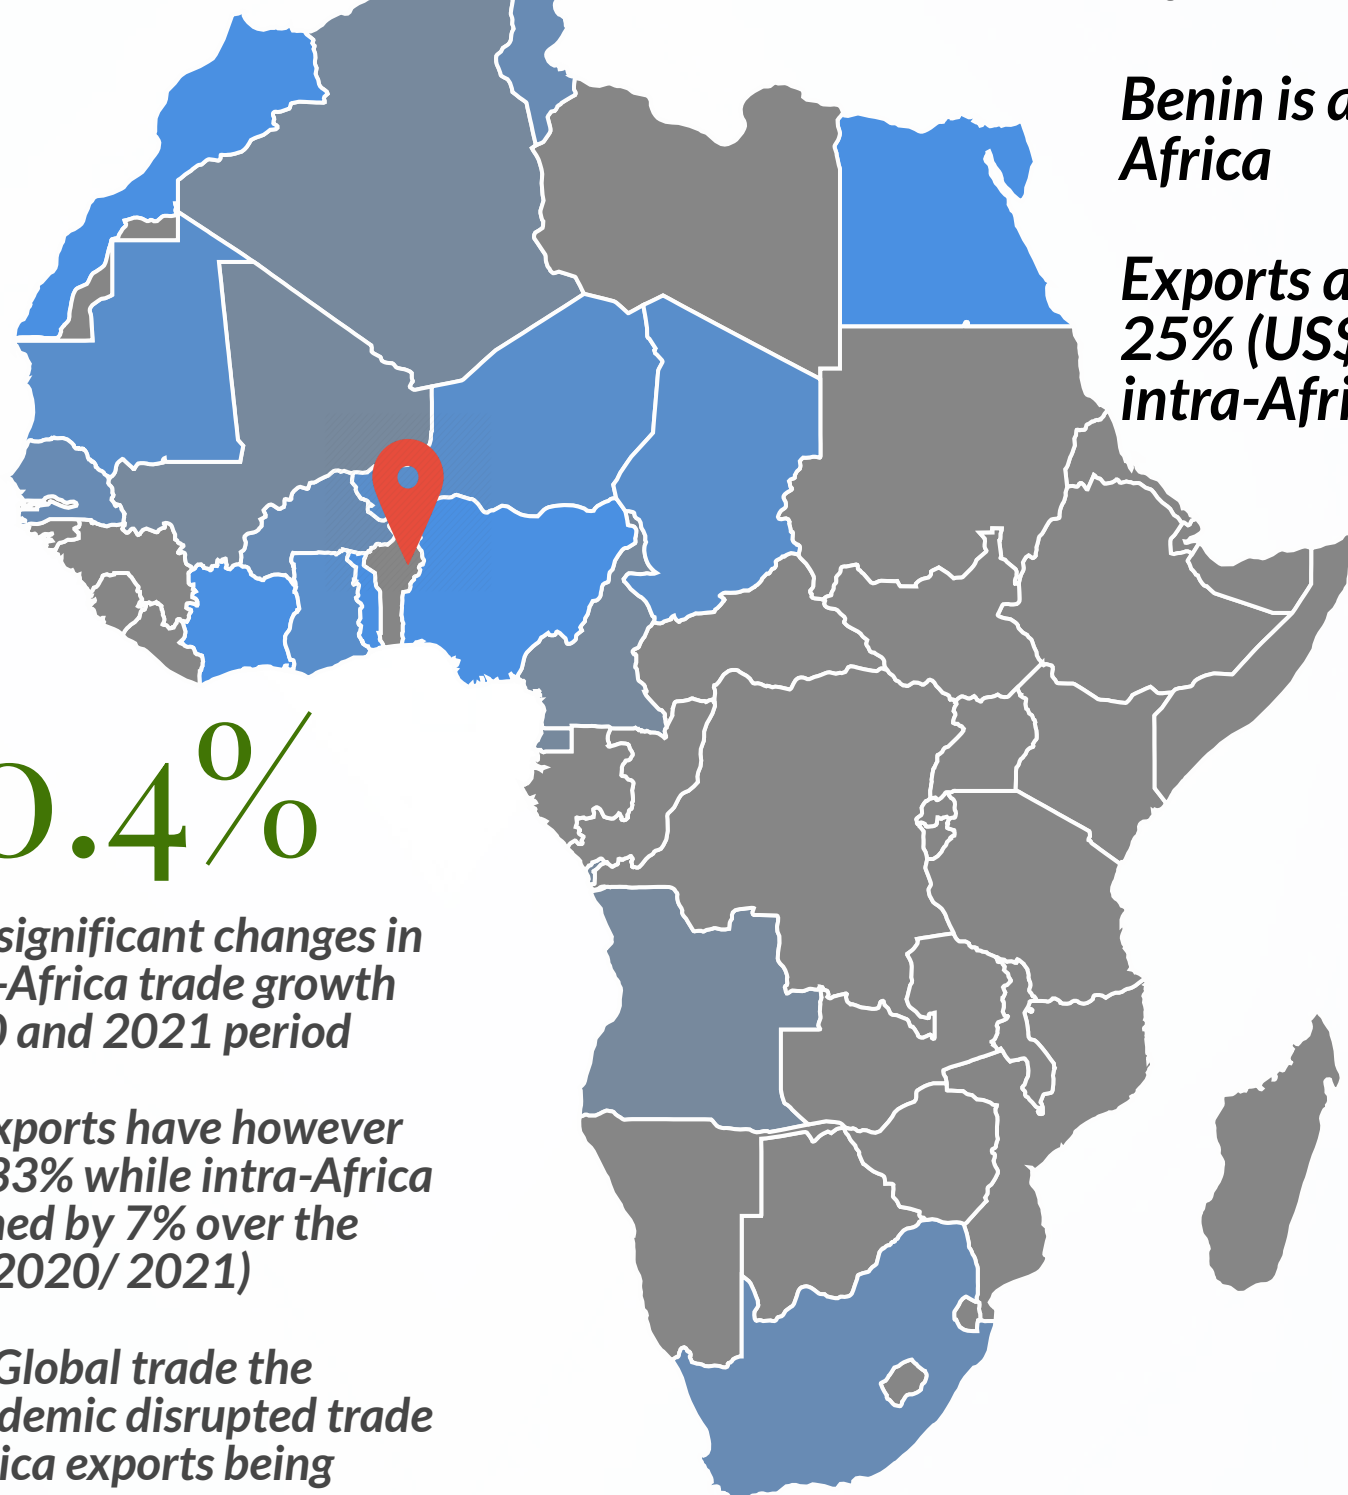 Benin is a
Africa
Exports a
25% (US$
intra-Afri
0.4%
significant changes in
-Africa trade growth
0 and 2021 period
xports have however
33% while intra-Africa
ned by 7% over the
2020/ 2021)
Global trade the
demic disrupted trade
ica exports being